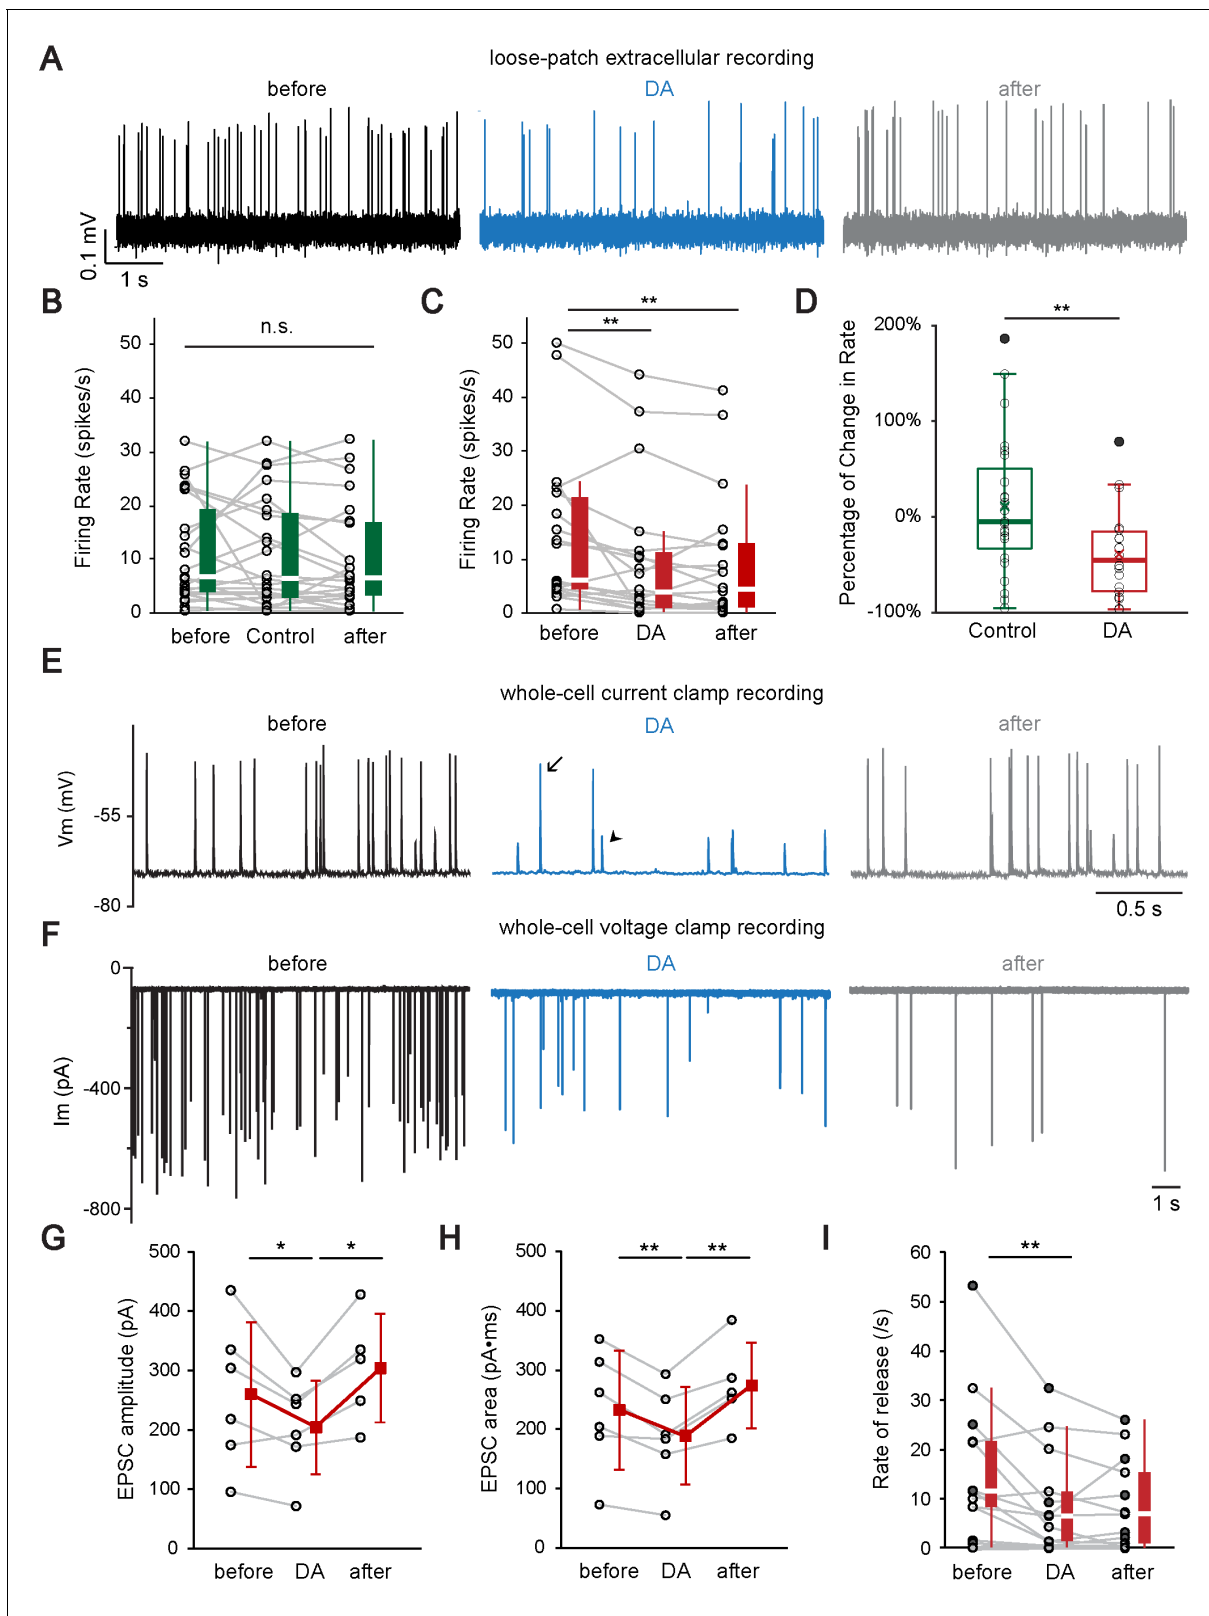 A
loose-patch extracellular recording
before
DA
after
0.1 mV
1 s
B
n.s.
Firing Rate (spikes/s)
50
40
30
20
10
0
before
Control
after
C
**
**
Firing Rate (spikes/s)
50
40
30
20
10
0
before
DA
after
D
**
Percentage of Change in Rate
200%
100%
0%
-100%
Control
DA
E
whole-cell current clamp recording
before
DA
after
Vm (mV)
-55
-80
0.5 s
F
whole-cell voltage clamp recording
before
DA
after
Im (pA)
0
-400
-800
1 s
G
*
*
EPSC amplitude (pA)
500
400
300
200
100
0
before
DA
after
H
**
**
EPSC area (pA•ms)
500
400
300
200
100
0
before
DA
after
I
**
Rate of release (/s)
60
50
40
30
20
10
0
before
DA
after